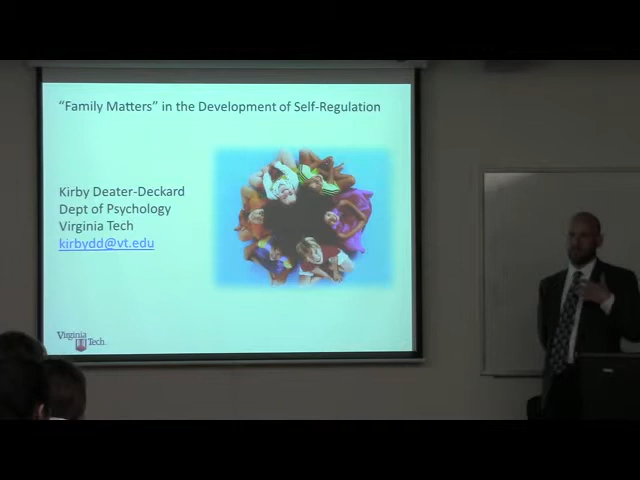 “Family Matters” in the Development of Self-Regulation
Kirby Deater-Deckard
Dept of Psychology
Virginia Tech
kirbydd@vt.edu
Virginia
Tech